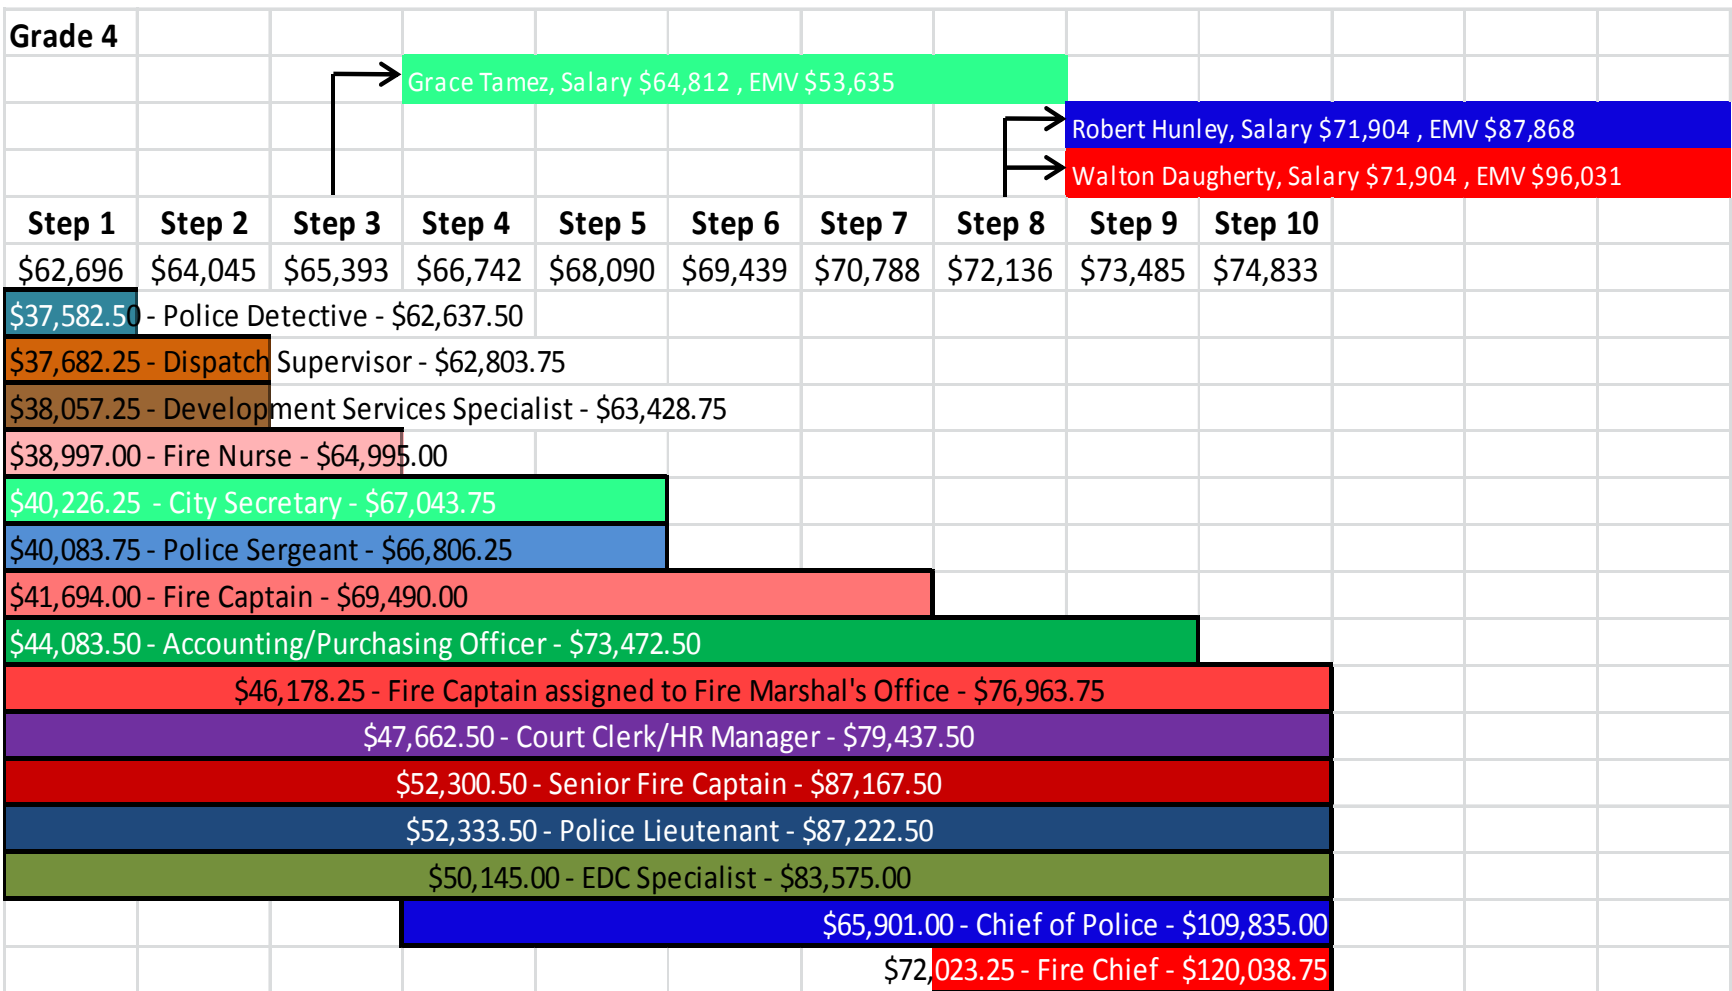 Grade 4
Grace Tamez, Salary $64,812 , EMV $53,635
Robert Hunley, Salary $71,904 , EMV $87,868
Walton Daugherty, Salary $71,904 , EMV $96,031
Step 1 Step 2 Step 3 Step 4 Step 5 Step 6 Step 7 Step 8 Step 9 Step 10
$62,696 $64,045 $65,393 $66,742 $68,090 $69,439 $70,788 $72,136 $73,485 $74,833
$37,582.50 - Police Detective - $62,637.50
$37,682.25 - Dispatch Supervisor - $62,803.75
$38,057.25 - Development Services Specialist - $63,428.75
$38,997.00 - Fire Nurse - $64,995.00
$40,226.25 - City Secretary - $67,043.75
$40,083.75 - Police Sergeant - $66,806.25
$41,694.00 - Fire Captain - $69,490.00
$44,083.50 - Accounting/Purchasing Officer - $73,472.50
$46,178.25 - Fire Captain assigned to Fire Marshal's Office - $76,963.75
$47,662.50 - Court Clerk/HR Manager - $79,437.50
$52,300.50 - Senior Fire Captain - $87,167.50
$52,333.50 - Police Lieutenant - $87,222.50
$50,145.00 - EDC Specialist - $83,575.00
$65,901.00 - Chief of Police - $109,835.00
$72,023.25 - Fire Chief - $120,038.75